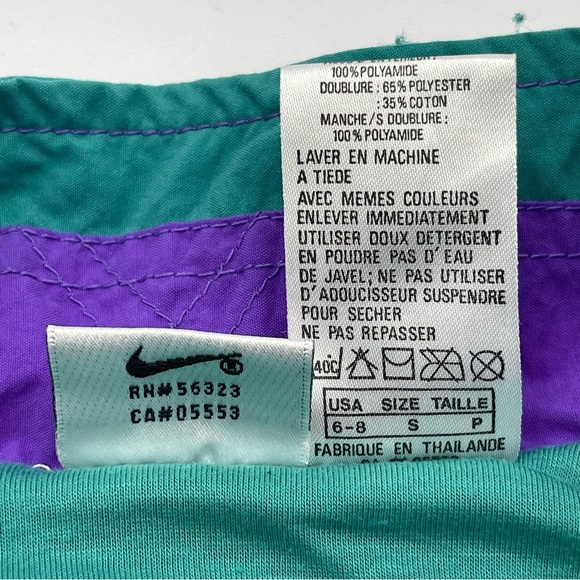 100% POLYAMIDE
DOUBLURE : 65% POLYESTER
: 35% COTON
MANCHE/S DOUBLURE :
100% POLYAMIDE
LAVER EN MACHINE
A TIEDE
AVEC MEMES COULEURS
ENLEVER IMMEDIATEMENT
UTILISER DOUX DETERGENT
EN POUDRE PAS D'EAU
DE JAVEL; NE PAS UTILISER
D'ADOUCISSEUR SUSPENDRE
POUR SECHER
NE PAS REPASSER
40C
USA SIZE TAILLE
6-8 S P
FABRIQUE EN THAILANDE
RN#56323
CA#05553